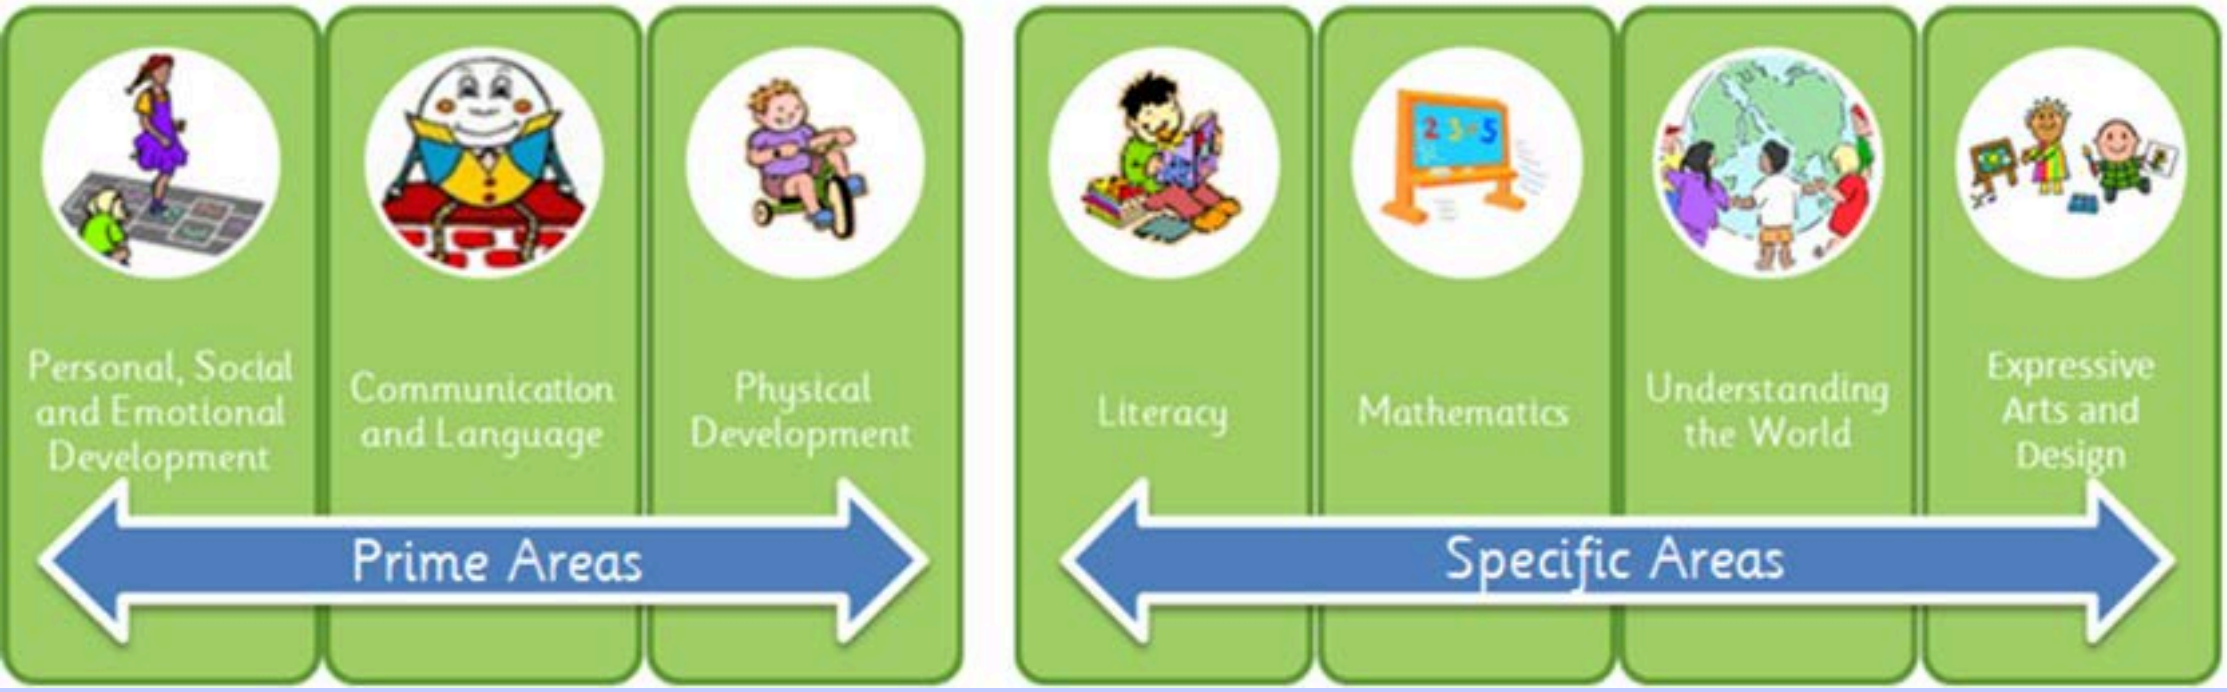 Personal, Social
and Emotional
Development
Communication
and Language
Physical
Development
Prime Areas
Literacy
Mathematics
Understanding
the World
Expressive
Arts and
Design
Specific Areas